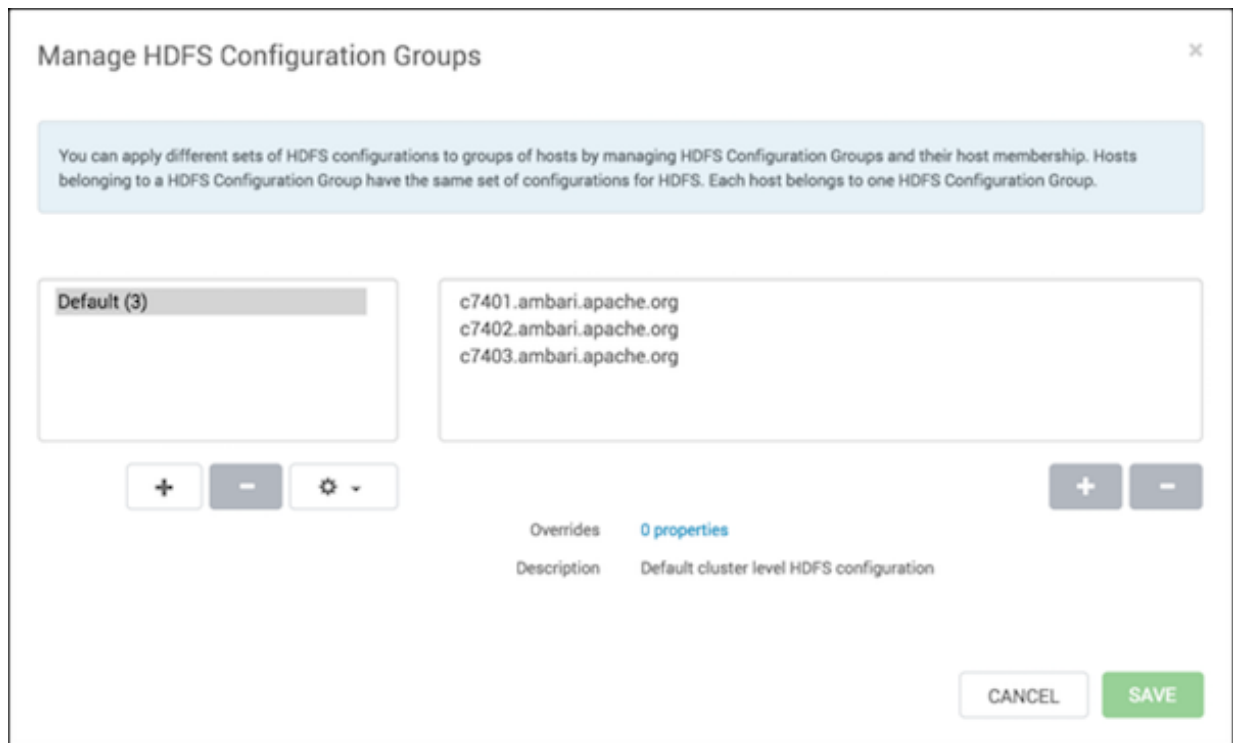 Manage HDFS Configuration Groups
You can apply different sets of HDFS configurations to groups of hosts by managing HDFS Configuration Groups and their host membership. Hosts
belonging to a HDFS Configuration Group have the same set of configurations for HDFS. Each host belongs to one HDFS Configuration Group.
Default (3)
c7401.ambari.apache.org
c7402.ambari.apache.org
c7403.ambari.apache.org
Overrides 0 properties
Description Default cluster level HDFS configuration
CANCEL SAVE